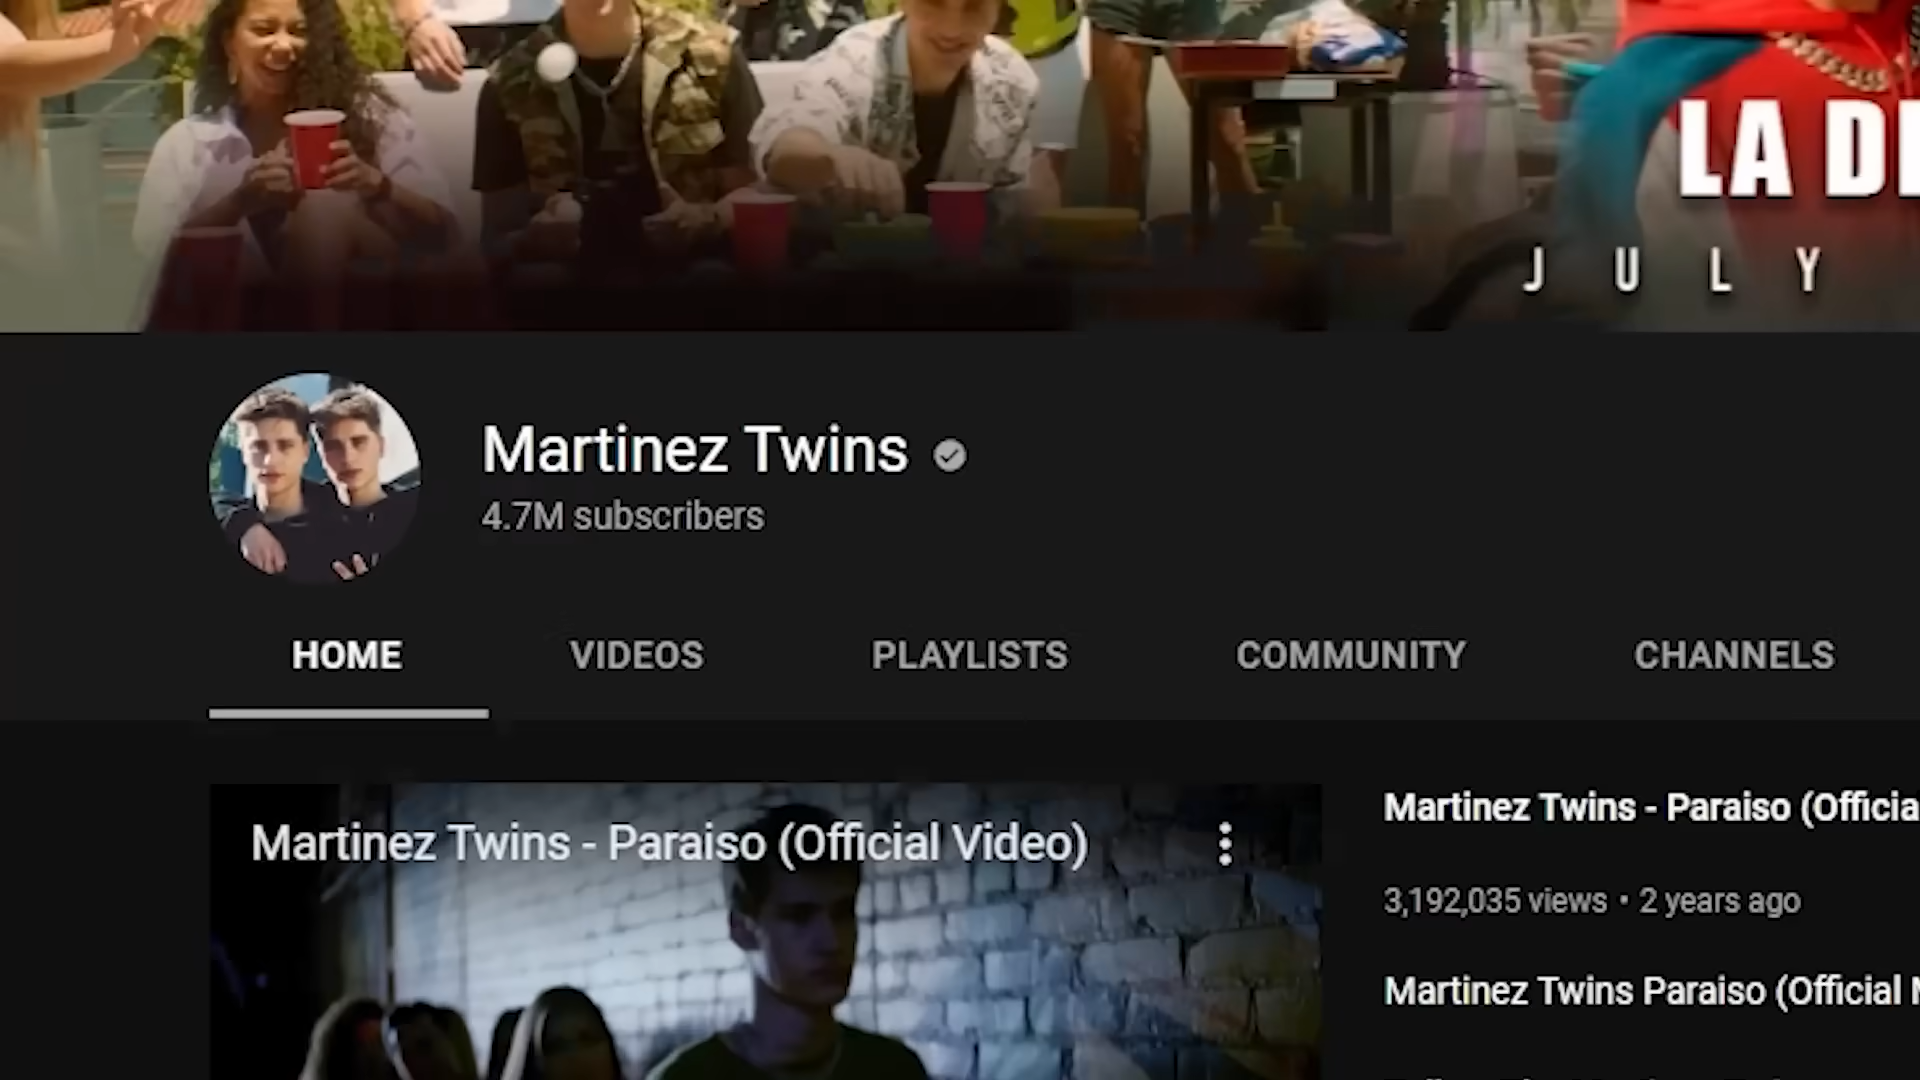 LA D
JULY
Martinez Twins
4.7M subscribers
HOME VIDEOS PLAYLISTS COMMUNITY CHANNELS
Martinez Twins - Paraiso (Official Video)
Martinez Twins - Paraiso (Officia
3,192,035 views • 2 years ago
Martinez Twins Paraiso (Official